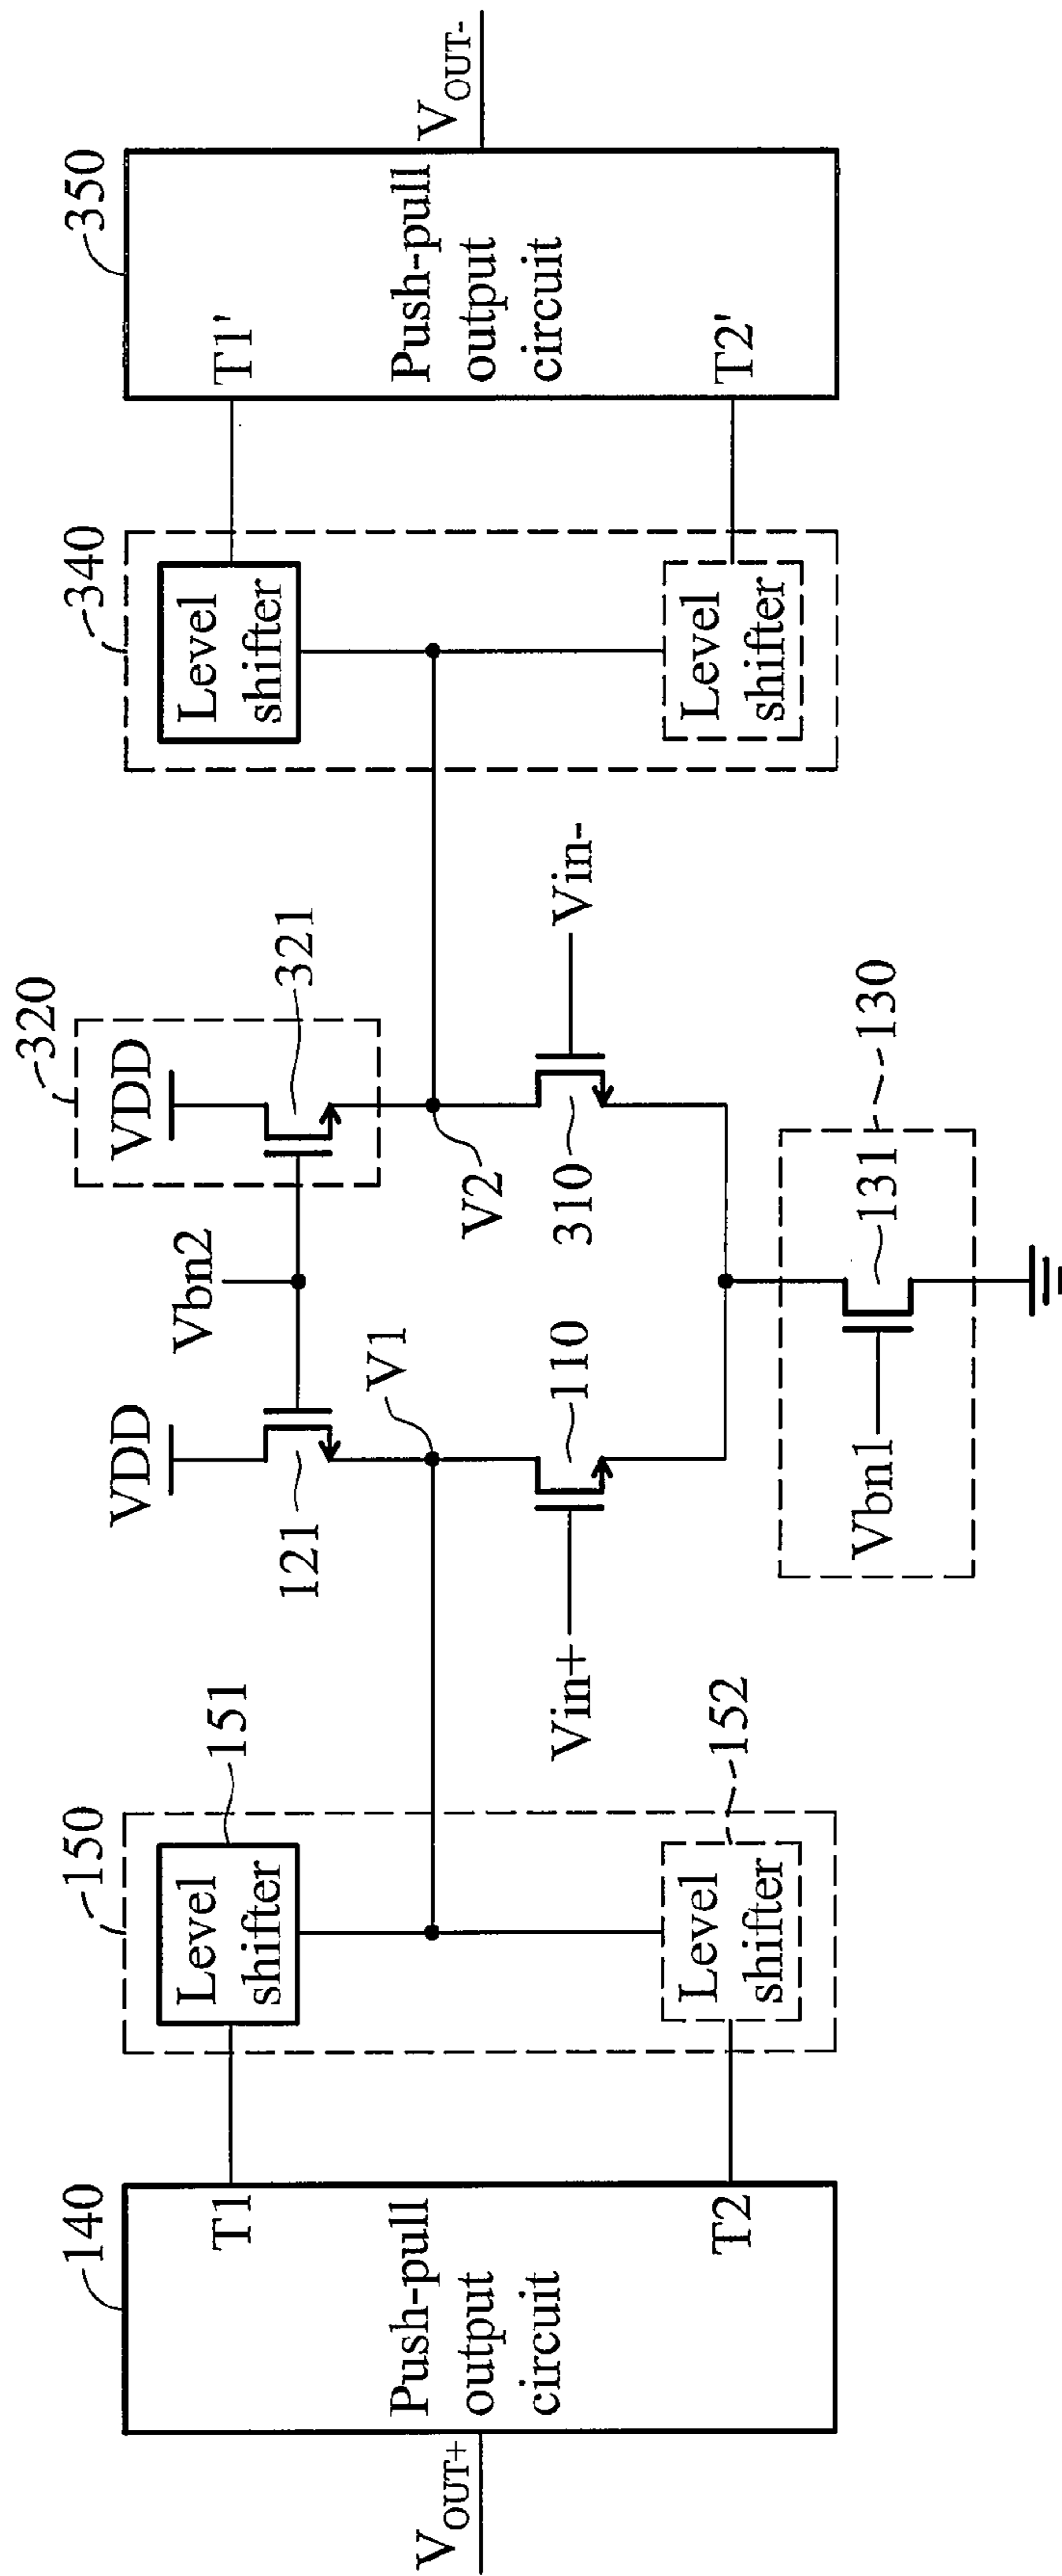 140
Push-pull
output
circuit
T1
T2
V_OUT+
150
Level
shifter
151
Level
shifter
152
VDD
121
Vbn2
V1
Vin+
110
VDD
320
321
V2
310
Vin-
Vbn1
131
130
340
Level
shifter
Level
shifter
350
T1'
Push-pull
output
circuit
T2'
V_OUT-